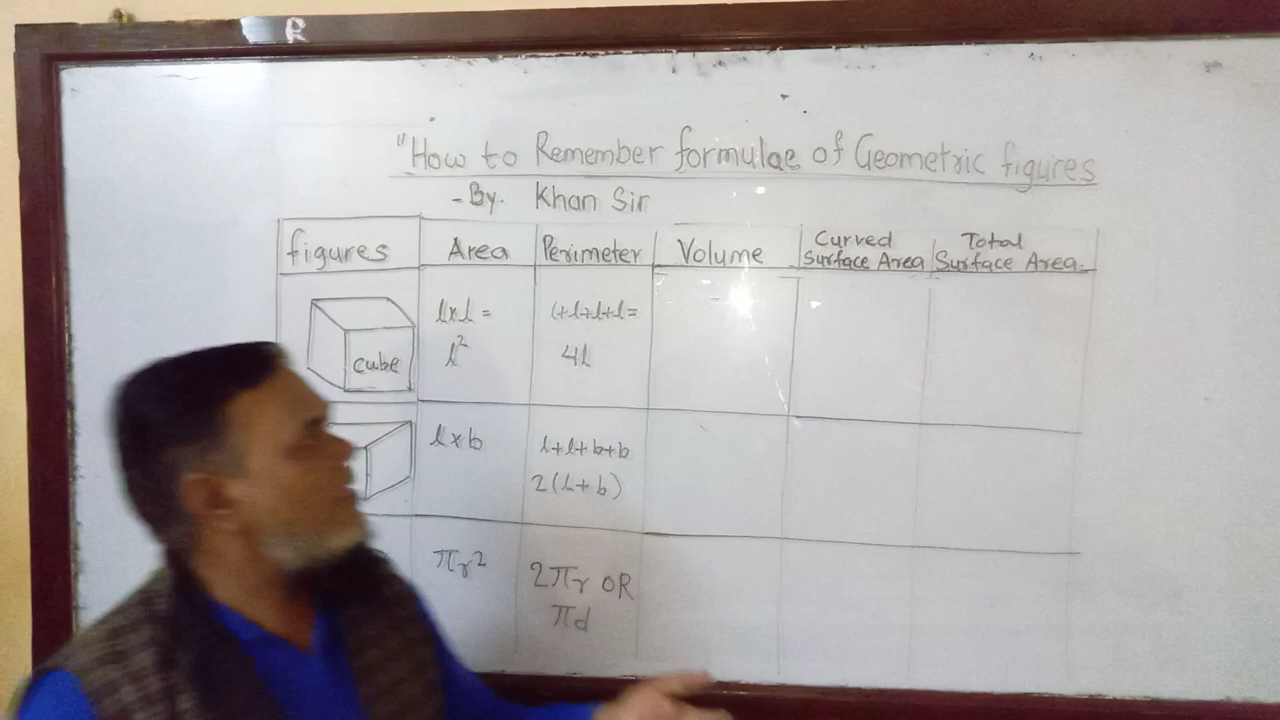 R
"How to Remember formulae of Geometric figures
- By. Khan Sir
figures Area Perimeter Volume Curved Surface Area Total Surface Area.
cube
l×l =
l²
l+l+l+l=
4l
l×b
l+l+b+b
2(l+b)
πr²
2πr OR
πd